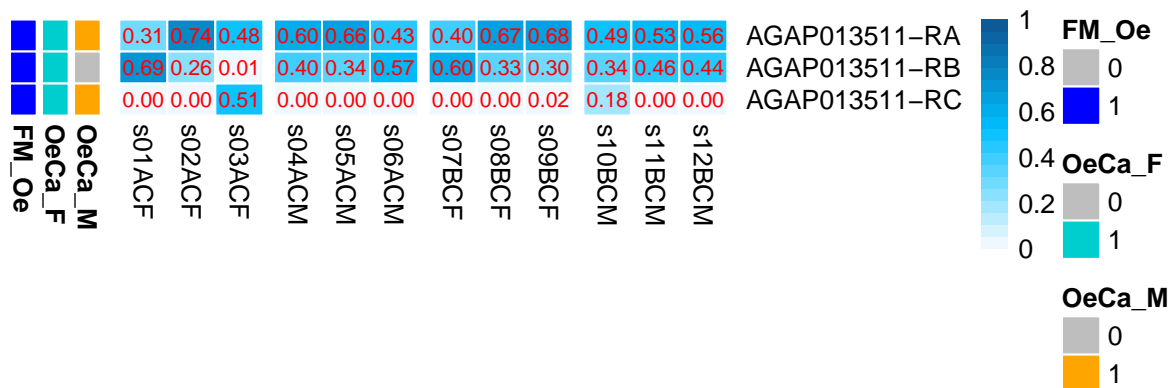 0.31 0.74 0.48 0.60 0.66 0.43 0.40 0.67 0.68 0.49 0.53 0.56 AGAP013511−RA
0.69 0.26 0.01 0.40 0.34 0.57 0.60 0.33 0.30 0.34 0.46 0.44 AGAP013511−RB
0.00 0.00 0.51 0.00 0.00 0.00 0.00 0.00 0.02 0.18 0.00 0.00 AGAP013511−RC
FM_Oe
OeCa_F
OeCa_M
s01ACF
s02ACF
s03ACF
s04ACM
s05ACM
s06ACM
s07BCF
s08BCF
s09BCF
s10BCM
s11BCM
s12BCM
1
0.8
0.6
0.4
0.2
0
FM_Oe
0
1
OeCa_F
0
1
OeCa_M
0
1